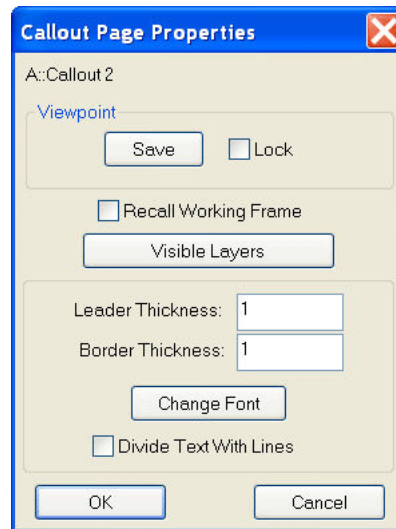 Callout Page Properties
A::Callout 2
Viewpoint
Save Lock
Recall Working Frame
Visible Layers
Leader Thickness: 1
Border Thickness: 1
Change Font
Divide Text With Lines
OK Cancel